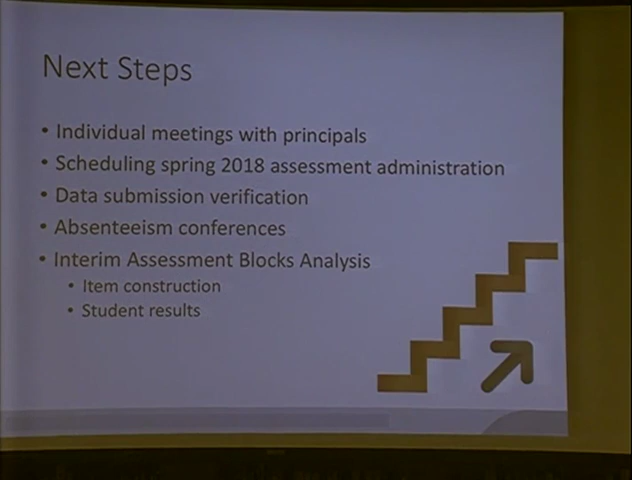 Next Steps
• Individual meetings with principals
• Scheduling spring 2018 assessment administration
• Data submission verification
• Absenteeism conferences
• Interim Assessment Blocks Analysis
• Item construction
• Student results